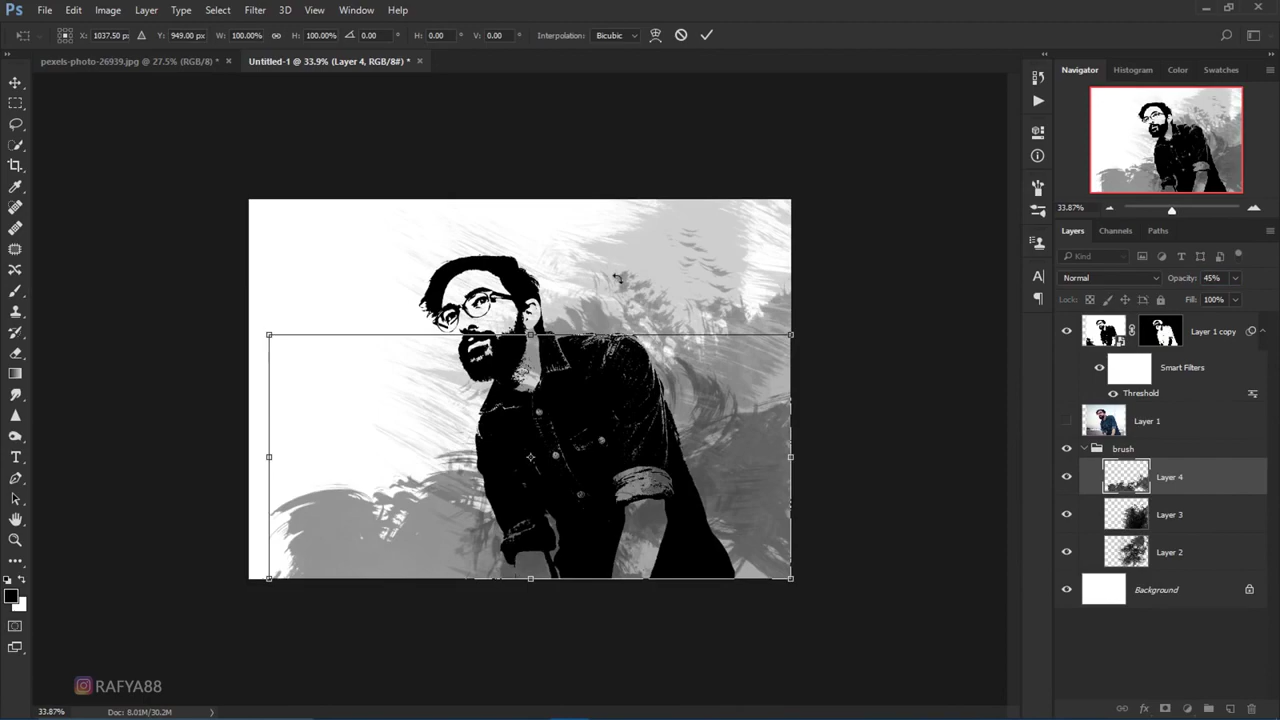 Ps File Edit Image Layer Type Select Filter 3D View Window Help
X: 1037.50 px Y: 949.00 px W: 100.00% H: 100.00% 0.00 ° H: 0.00 ° V: 0.00 ° Interpolation: Bicubic
pexels-photo-26939.jpg @ 27.5% (RGB/8) * × Untitled-1 @ 33.9% (Layer 4, RGB/8#) * ×
Navigator Histogram Color Swatches
33.87%
Layers Channels Paths
Kind
Normal Opacity: 45%
Lock: Fill: 100%
Layer 1 copy
Smart Filters
Threshold
Layer 1
brush
Layer 4
Layer 3
Layer 2
Background
RAFYA88
33.87% Doc: 8.01M/30.2M